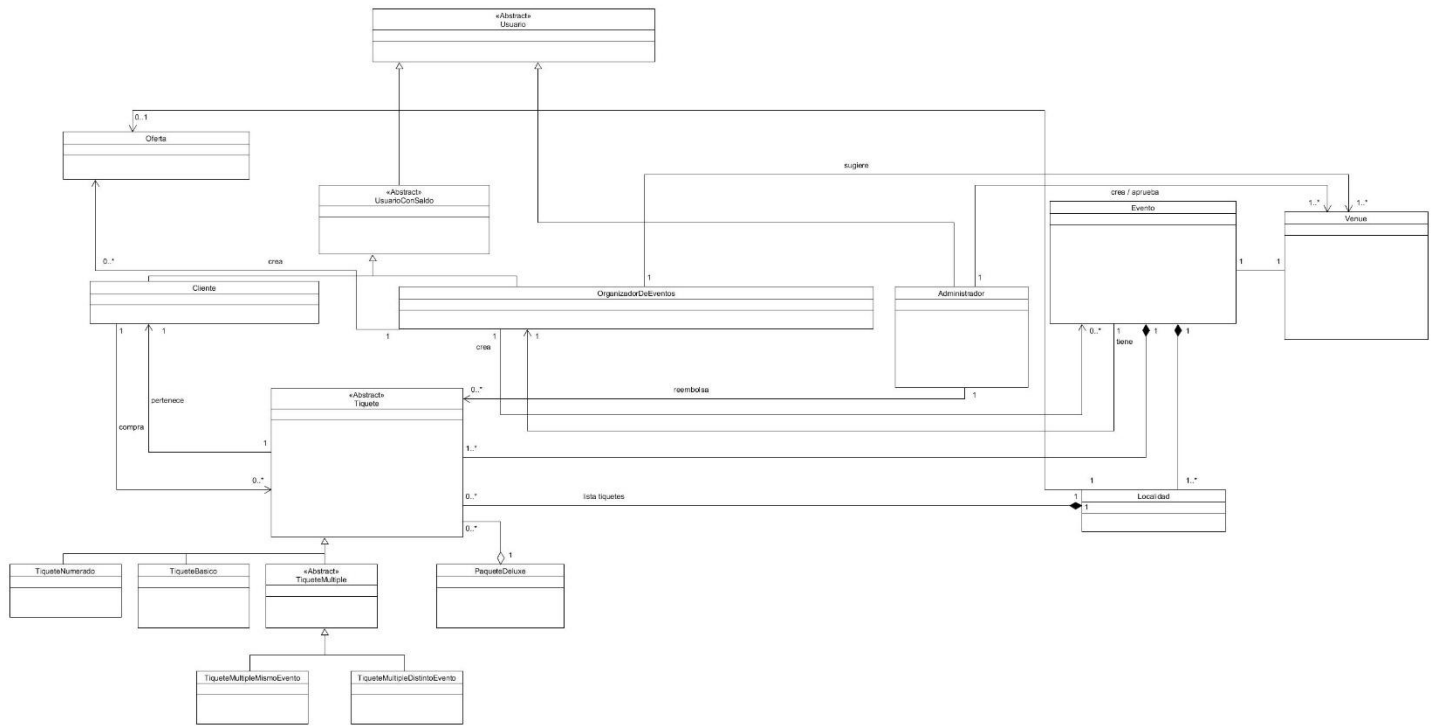 «Abstract»
Usuario
0..1
Oferta
sugiere
«Abstract»
UsuarioConSaldo
crea / aprueba
1..*
1..*
Evento
Venue
0..*
crea
1
1
1
1
Cliente
OrganizadorDeEventos
Administrador
1
1
1
1
crea
0..*
1
1
1
tiene
«Abstract»
Tiquete
0..*
reembolsa
1
pertenece
compra
1
1..*
0..*
1..*
1
0..*
lista tiquetes
1
1
Localidad
0..*
1
TiqueteNumerado
TiqueteBasico
«Abstract»
TiqueteMultiple
PaqueteDeluxe
TiqueteMultipleMismoEvento
TiqueteMultipleDistintoEvento